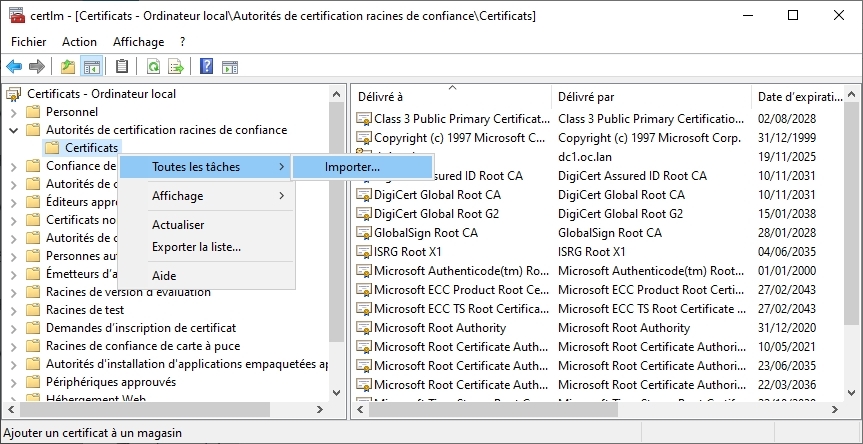 certlm - [Certificats - Ordinateur local\Autorités de certification racines de confiance\Certificats]
Fichier Action Affichage ?
Certificats - Ordinateur local
Personnel
Autorités de certification racines de confiance
Certificats
Confiance de
Autorités de c
Éditeurs appr
Certificats no
Autorités de c
Personnes au
Émetteurs d'a
Racines de version d'évaluation
Racines de test
Demandes d'inscription de certificat
Racines de confiance de carte à puce
Autorités d'installation d'applications empaquetées ap
Périphériques approuvés
Hébergement Web
Toutes les tâches
Importer...
Affichage
Actualiser
Exporter la liste...
Aide
Délivré à Délivré par Date d'expirati
Class 3 Public Primary Certificat... Class 3 Public Primary Certificatio... 02/08/2028
Copyright (c) 1997 Microsoft C... Copyright (c) 1997 Microsoft Corp. 31/12/1999
dc1.oc.lan 19/11/2025
DigiCert Assured ID Root CA DigiCert Assured ID Root CA 10/11/2031
DigiCert Global Root CA DigiCert Global Root CA 10/11/2031
DigiCert Global Root G2 DigiCert Global Root G2 15/01/2038
GlobalSign Root CA GlobalSign Root CA 28/01/2028
ISRG Root X1 ISRG Root X1 04/06/2035
Microsoft Authenticode(tm) Ro... Microsoft Authenticode(tm) Root... 01/01/2000
Microsoft ECC Product Root Ce... Microsoft ECC Product Root Certifi... 27/02/2043
Microsoft ECC TS Root Certifica... Microsoft ECC TS Root Certificate ... 27/02/2043
Microsoft Root Authority Microsoft Root Authority 31/12/2020
Microsoft Root Certificate Auth... Microsoft Root Certificate Authori... 10/05/2021
Microsoft Root Certificate Auth... Microsoft Root Certificate Authori... 23/06/2035
Microsoft Root Certificate Auth... Microsoft Root Certificate Authori... 22/03/2036
Ajouter un certificat à un magasin